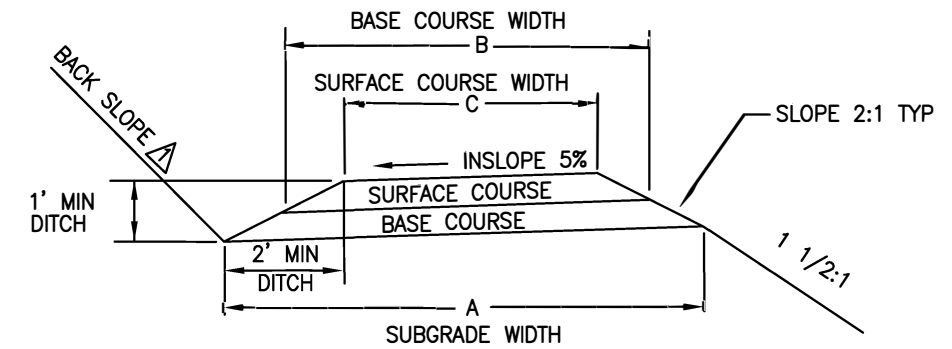 BASE COURSE WIDTH
B
BACK SLOPE 1
SURFACE COURSE WIDTH
C
SLOPE 2:1 TYP
INSLOPE 5%
SURFACE COURSE
1' MIN
DITCH
BASE COURSE
2' MIN
DITCH
1 1/2:1
A
SUBGRADE WIDTH